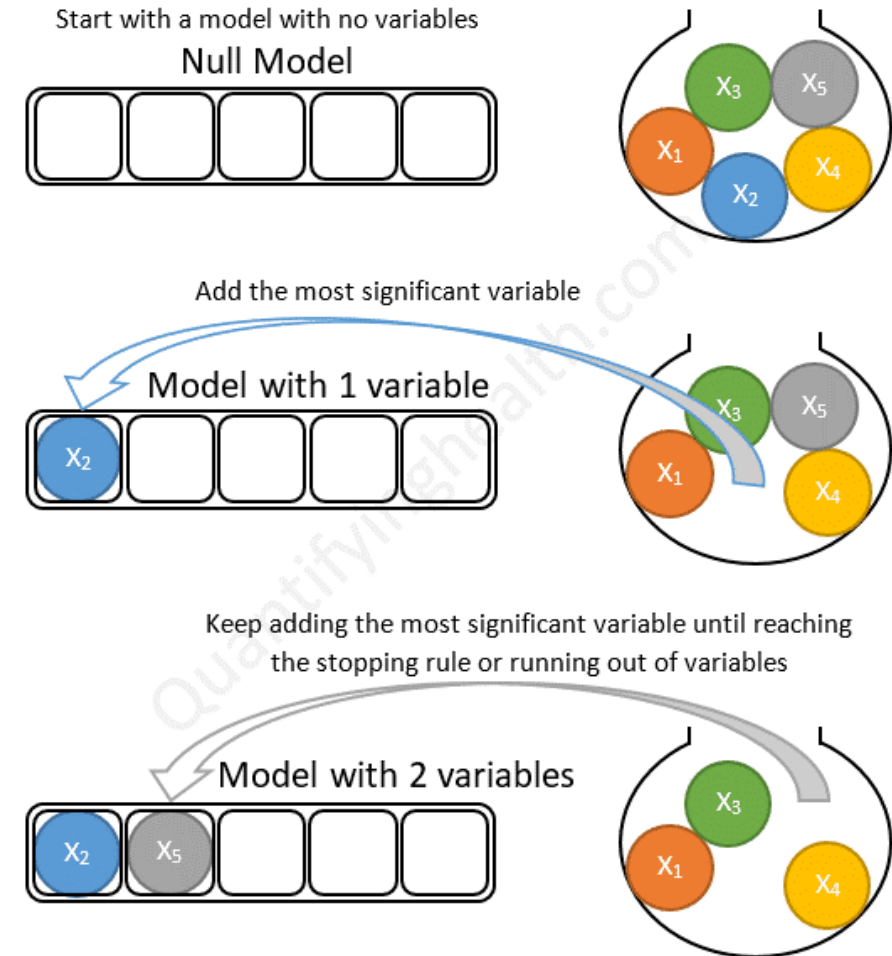 Start with a model with no variables
Null Model
X₃
X₅
X₁
X₄
X₂
Add the most significant variable
Model with 1 variable
X₂
X₃
X₅
X₁
X₄
Keep adding the most significant variable until reaching
the stopping rule or running out of variables
Model with 2 variables
X₂
X₅
X₃
X₁
X₄
Quantifyinghealth.com